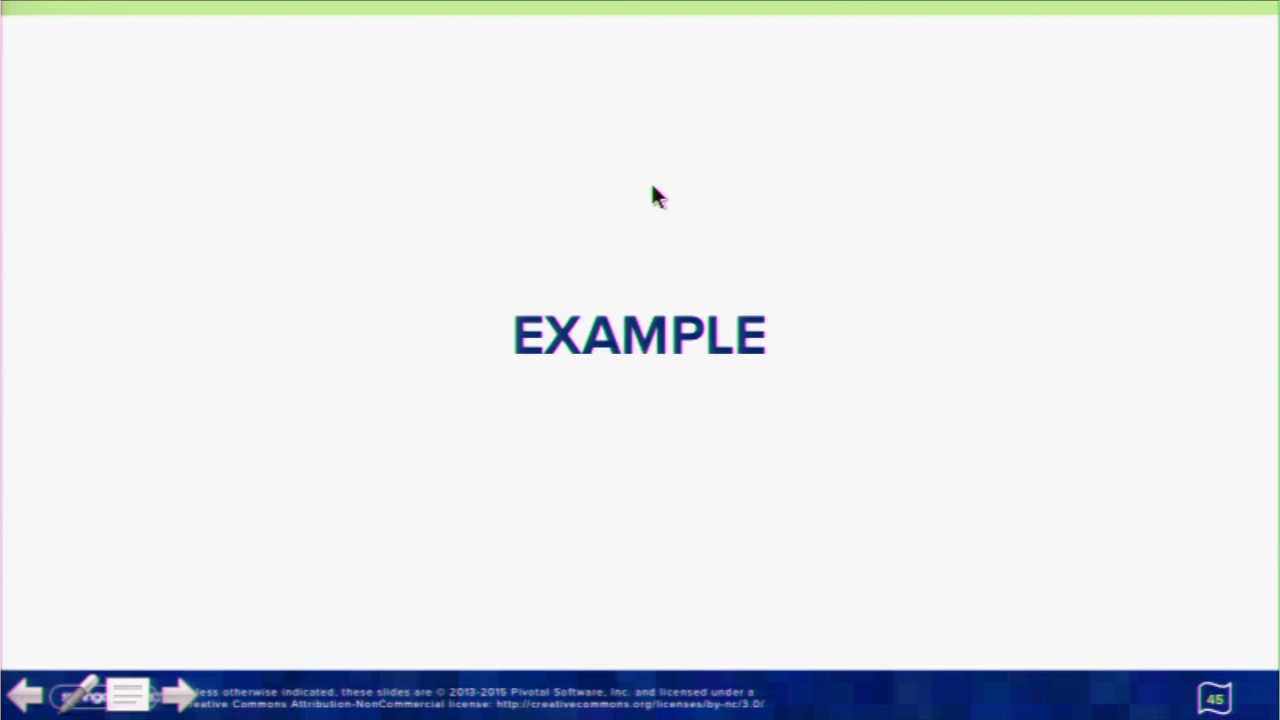 EXAMPLE
less otherwise indicated, these slides are © 2013-2015 Pivotal Software, Inc. and licensed under a
Commons Attribution-NonCommercial license: http://creativecommons.org/licenses/by-nc/3.0/
45